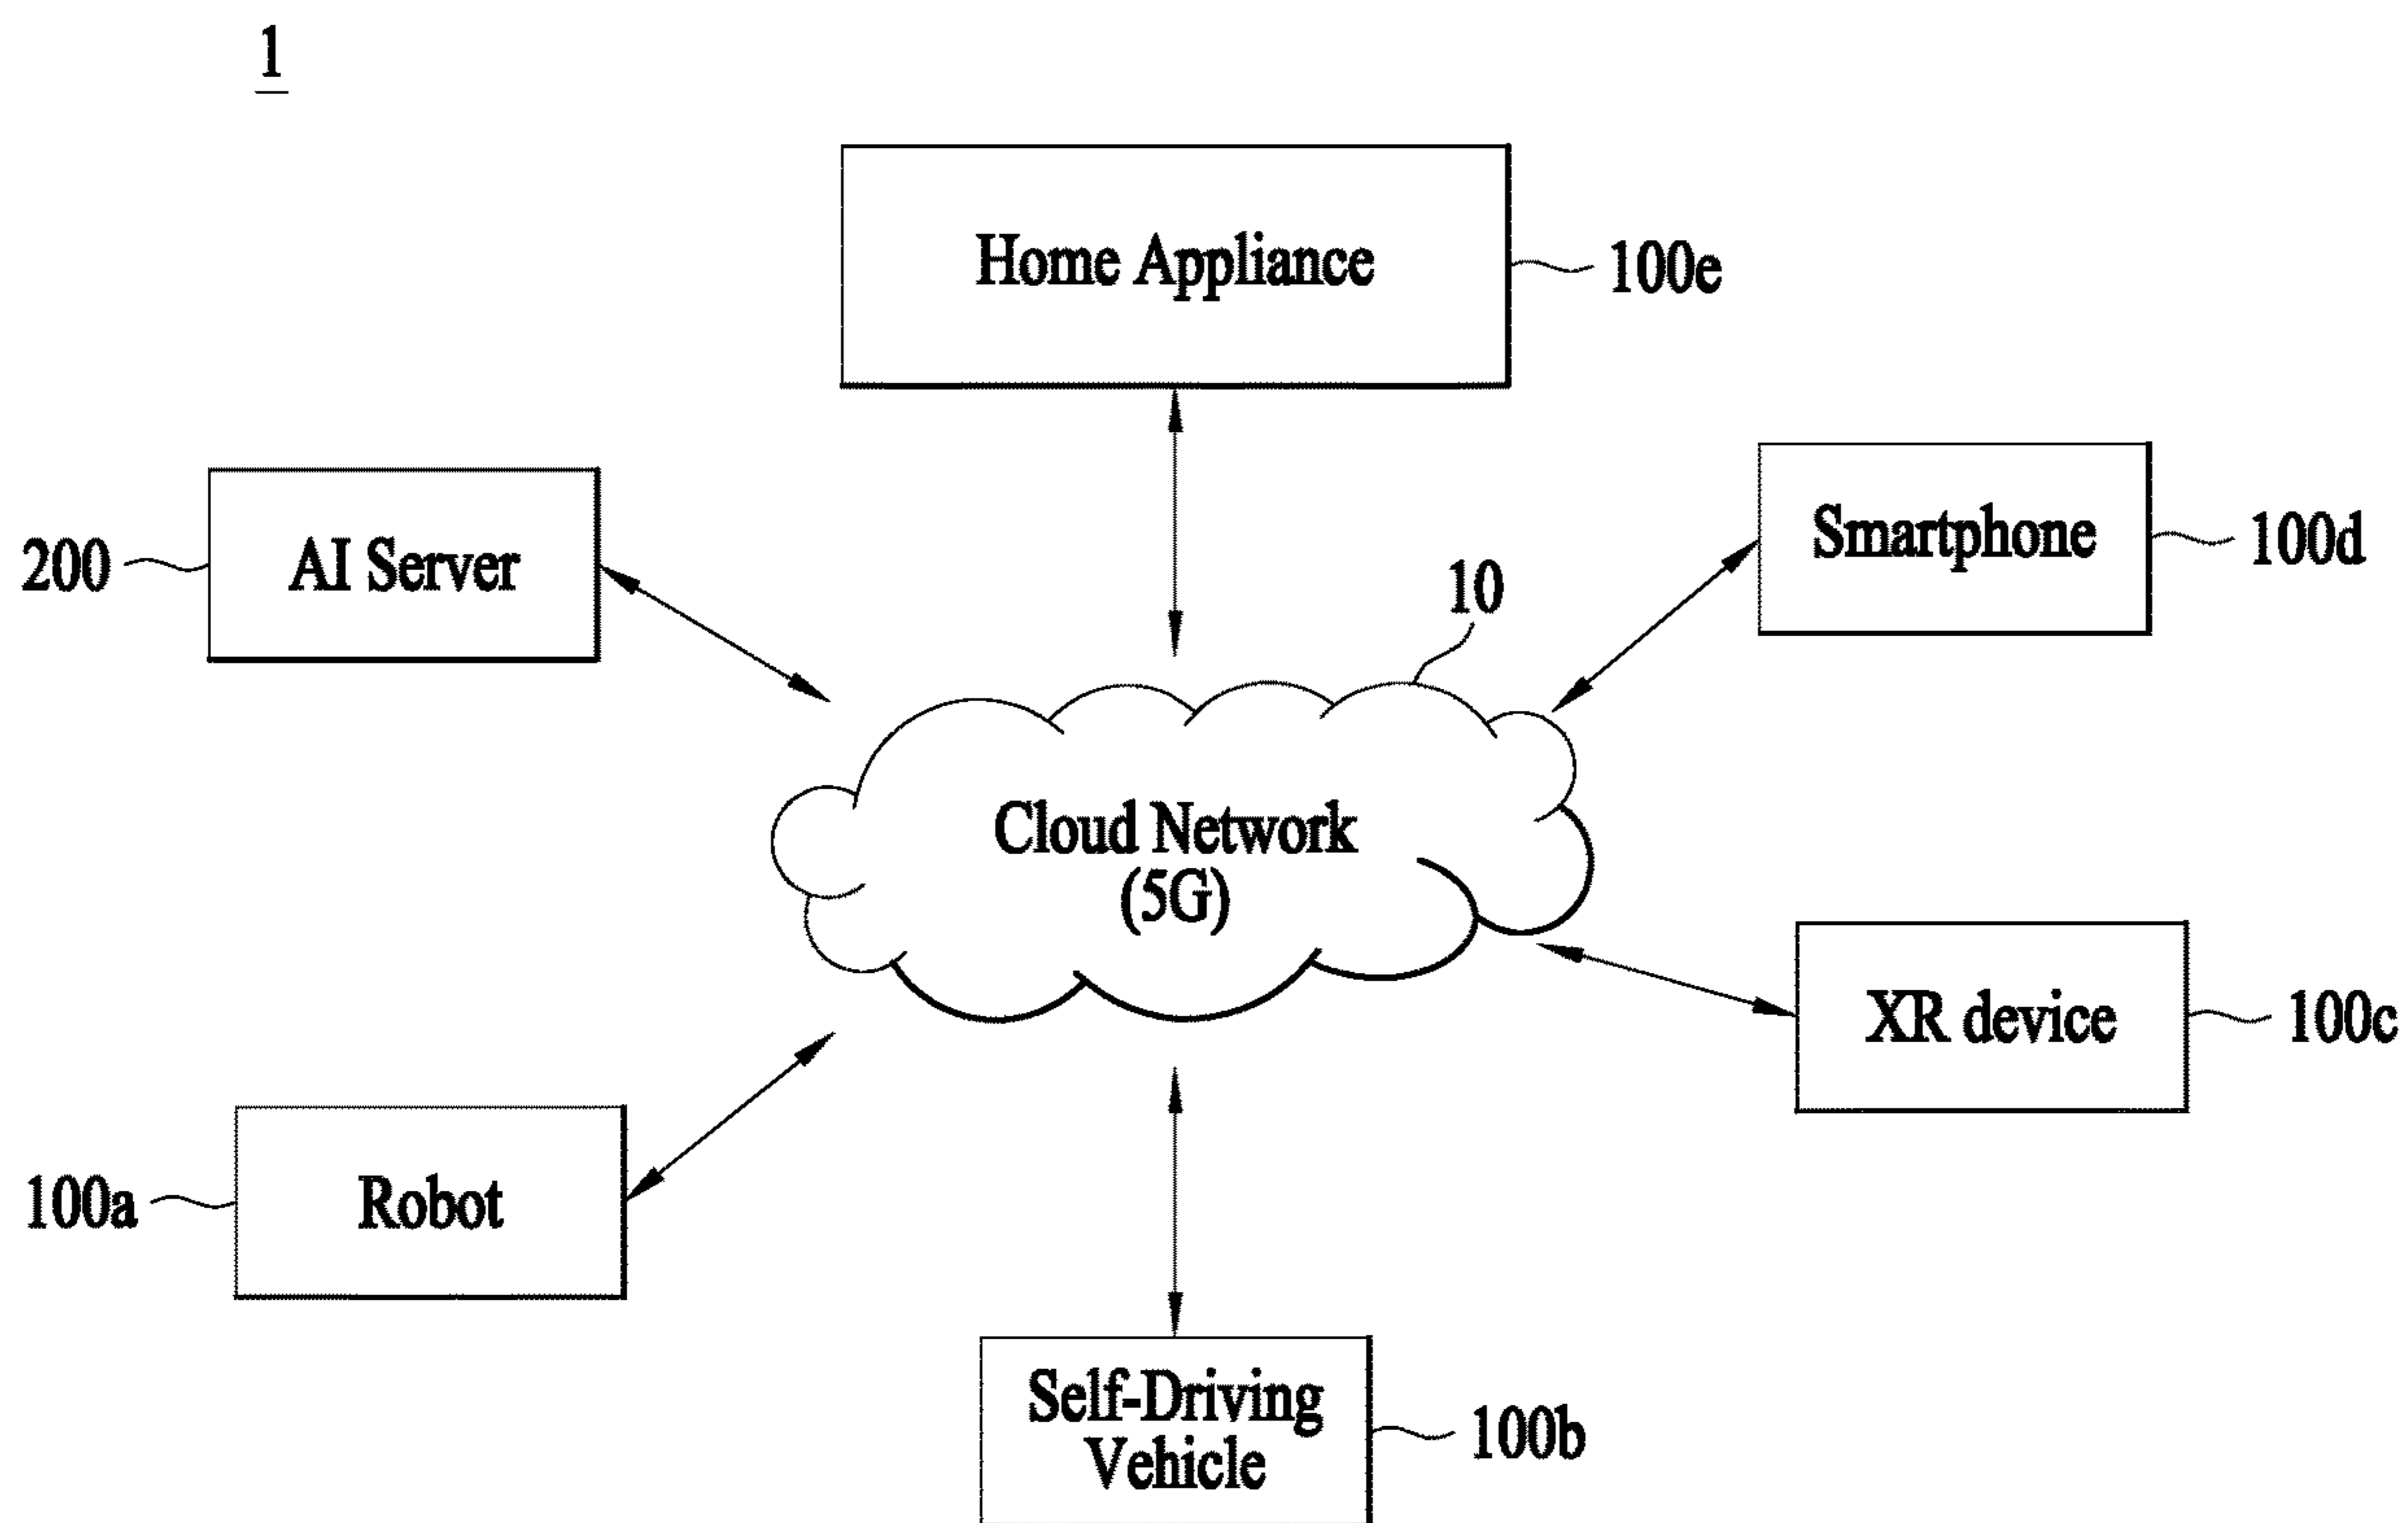 1
Home Appliance
100e
200
AI Server
Smartphone
100d
10
Cloud Network
(5G)
XR device
100c
100a
Robot
Self-Driving
Vehicle
100b